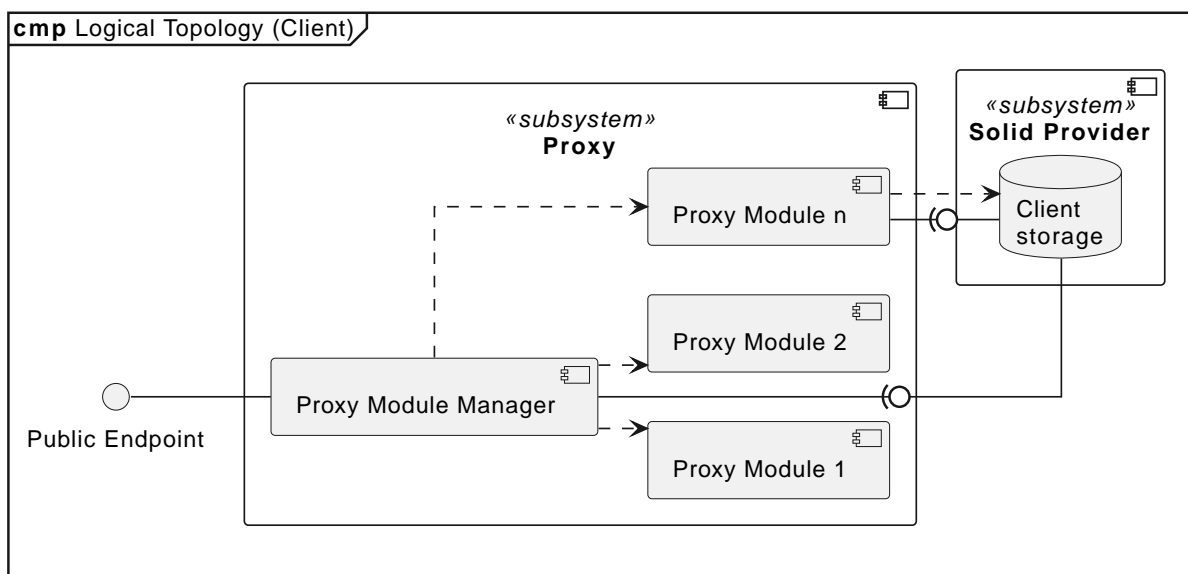 cmp Logical Topology (Client)
«subsystem»
Proxy
«subsystem»
Solid Provider
Proxy Module n
Client
storage
Proxy Module 2
Proxy Module Manager
Public Endpoint
Proxy Module 1